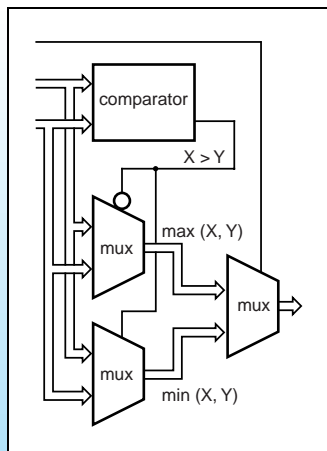 comparator
X > Y
mux
max (X, Y)
mux
mux
min (X, Y)